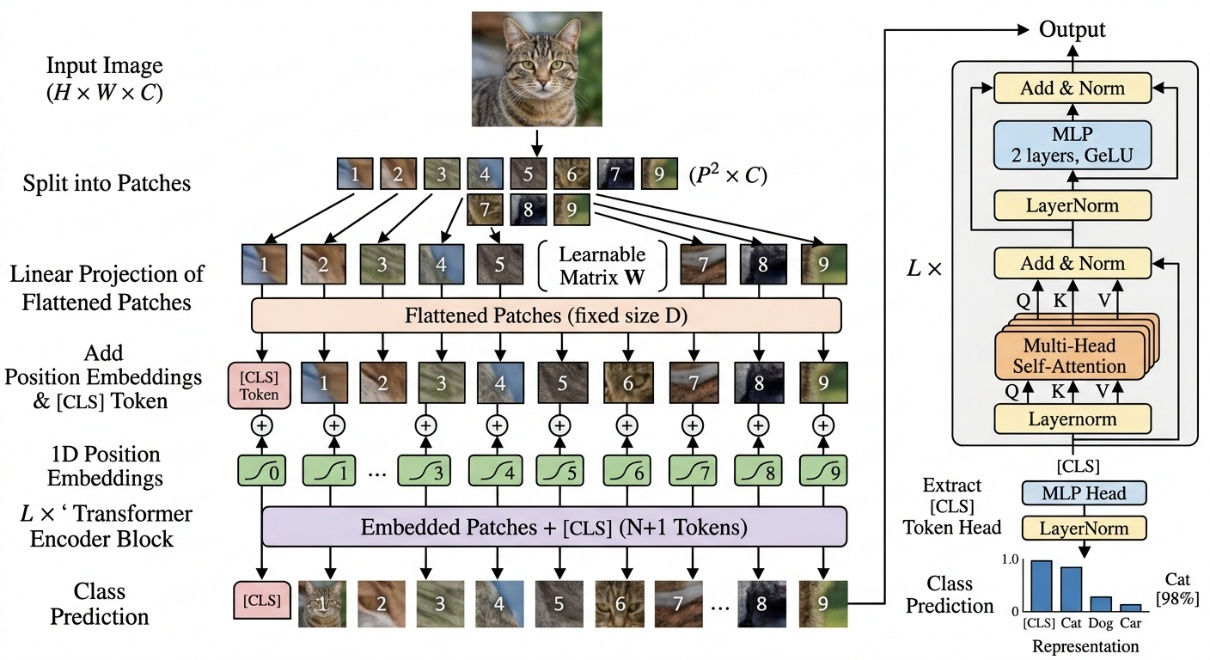 Input Image
(H × W × C)
Split into Patches
1 2 3 4 5 6 7 8 9 (P² × C)
7 8 9
Linear Projection of
Flattened Patches
1 2 3 4 5
Learnable
Matrix W
7 8 9
Flattened Patches (fixed size D)
Add
Position Embeddings
& [CLS] Token
[CLS]
Token
1 2 3 4 5 6 7 8 9
+ + + + + + + + +
1D Position
Embeddings
0 1 ... 3 4 5 6 7 8 9
L × ‘ Transformer
Encoder Block
Embedded Patches + [CLS] (N+1 Tokens)
Class
Prediction
[CLS] 1 2 3 4 5 6 7 ... 8 9
Output
Add & Norm
MLP
2 layers, GeLU
LayerNorm
L ×
Add & Norm
Q K V
Multi-Head
Self-Attention
Q K V
Layernorm
[CLS]
Extract
[CLS]
Token Head
MLP Head
LayerNorm
Class
Prediction
1.0
0
[CLS] Cat Dog Car
Representation
Cat
[98%]